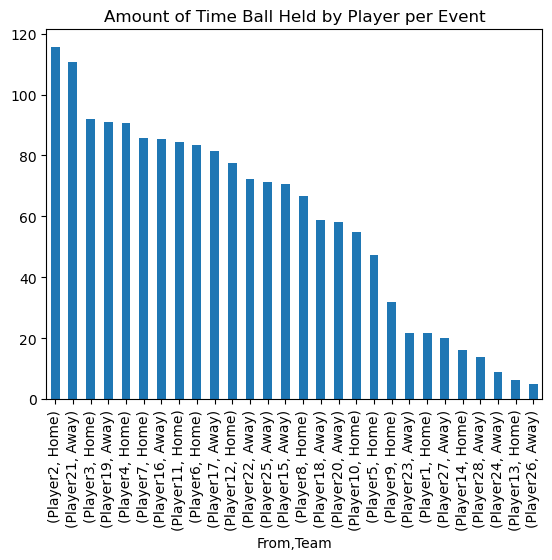 Amount of Time Ball Held by Player per Event
120
100
80
60
40
20
0
(Player2, Home)
(Player21, Away)
(Player3, Home)
(Player19, Away)
(Player4, Home)
(Player7, Home)
(Player16, Away)
(Player11, Home)
(Player6, Home)
(Player17, Away)
(Player12, Home)
(Player22, Away)
(Player25, Away)
(Player15, Away)
(Player8, Home)
(Player18, Away)
(Player20, Away)
(Player10, Home)
(Player5, Home)
(Player9, Home)
(Player23, Away)
(Player1, Home)
(Player27, Away)
(Player14, Home)
(Player28, Away)
(Player24, Away)
(Player13, Home)
(Player26, Away)
From,Team